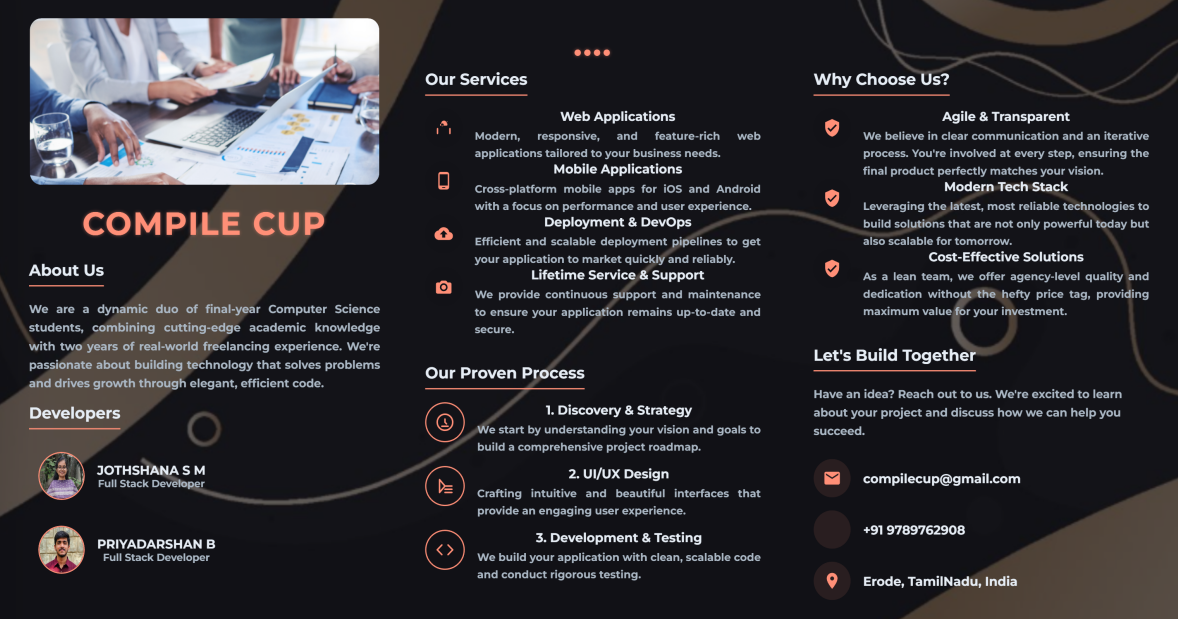 COMPILE CUP
About Us
We are a dynamic duo of final-year Computer Science
students, combining cutting-edge academic knowledge
with two years of real-world freelancing experience. We're
passionate about building technology that solves problems
and drives growth through elegant, efficient code.
Developers
JOTHSHANA S M
Full Stack Developer
PRIYADARSHAN B
Full Stack Developer
Our Services
Web Applications
Modern, responsive, and feature-rich web
applications tailored to your business needs.
Mobile Applications
Cross-platform mobile apps for iOS and Android
with a focus on performance and user experience.
Deployment & DevOps
Efficient and scalable deployment pipelines to get
your application to market quickly and reliably.
Lifetime Service & Support
We provide continuous support and maintenance
to ensure your application remains up-to-date and
secure.
Our Proven Process
1. Discovery & Strategy
We start by understanding your vision and goals to
build a comprehensive project roadmap.
2. UI/UX Design
Crafting intuitive and beautiful interfaces that
provide an engaging user experience.
3. Development & Testing
We build your application with clean, scalable code
and conduct rigorous testing.
Why Choose Us?
Agile & Transparent
We believe in clear communication and an iterative
process. You're involved at every step, ensuring the
final product perfectly matches your vision.
Modern Tech Stack
Leveraging the latest, most reliable technologies to
build solutions that are not only powerful today but
also scalable for tomorrow.
Cost-Effective Solutions
As a lean team, we offer agency-level quality and
dedication without the hefty price tag, providing
maximum value for your investment.
Let's Build Together
Have an idea? Reach out to us. We're excited to learn
about your project and discuss how we can help you
succeed.
compilecup@gmail.com
+91 9789762908
Erode, TamilNadu, India